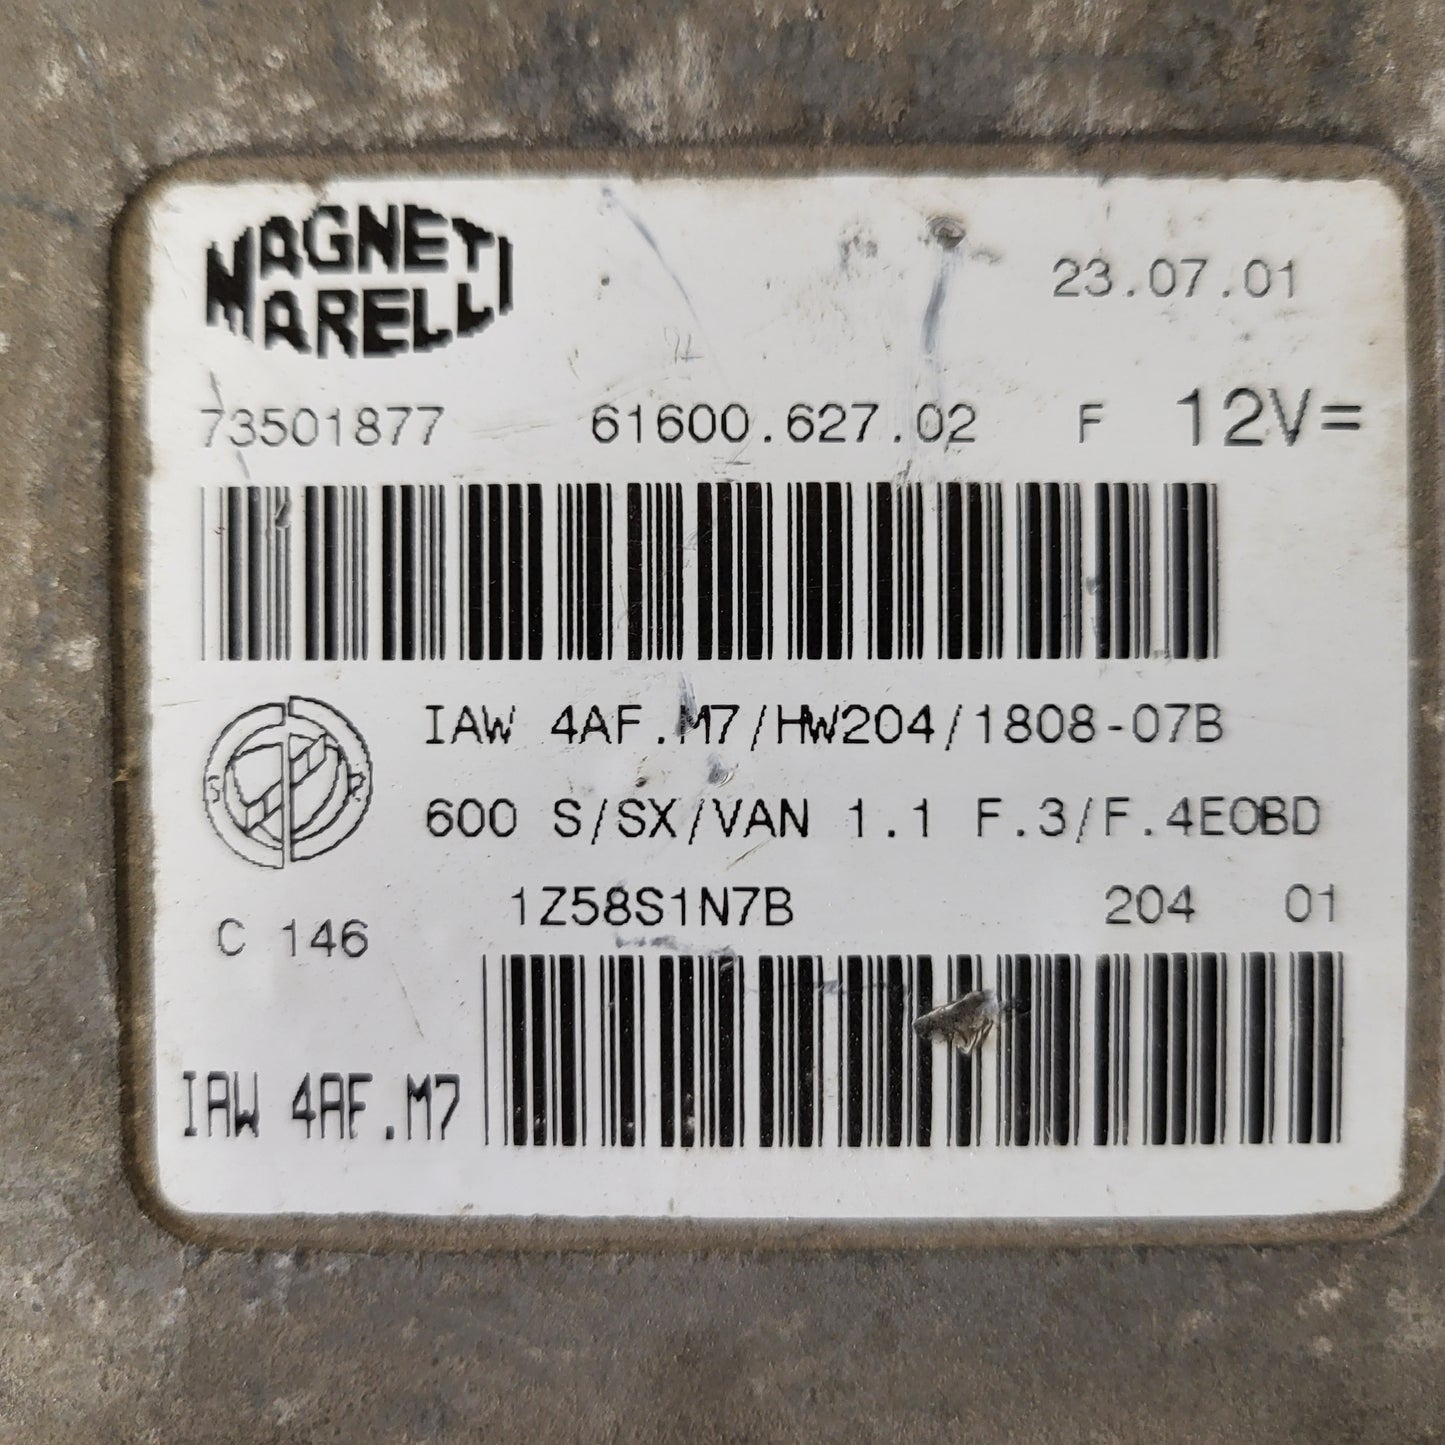 MAGNETI
MARELLI
23.07.01
73501877 61600.627.02 F 12V=
IAW 4AF.M7/HW204/1808-07B
S R
600 S/SX/VAN 1.1 F.3/F.4EOBD
1Z58S1N7B 204 01
C 146
IAW 4AF.M7